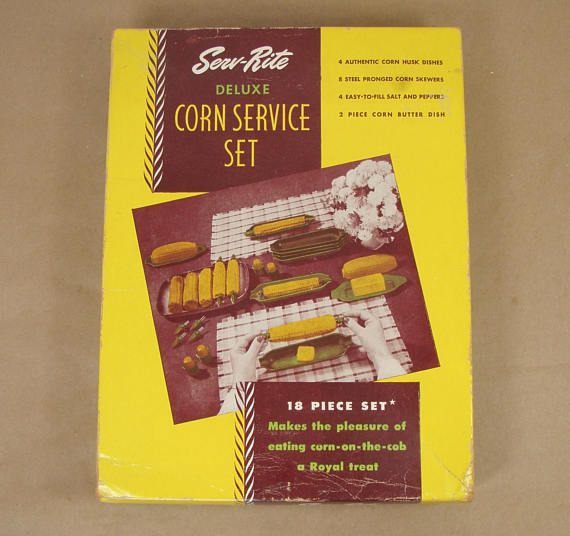 Serv-Rite
DELUXE
CORN SERVICE
SET
4 AUTHENTIC CORN HUSK DISHES
8 STEEL PRONGED CORN SKEWERS
4 EASY-TO-FILL SALT AND PEPPERS
2 PIECE CORN BUTTER DISH
18 PIECE SET*
Makes the pleasure of
eating corn-on-the-cob
a Royal treat